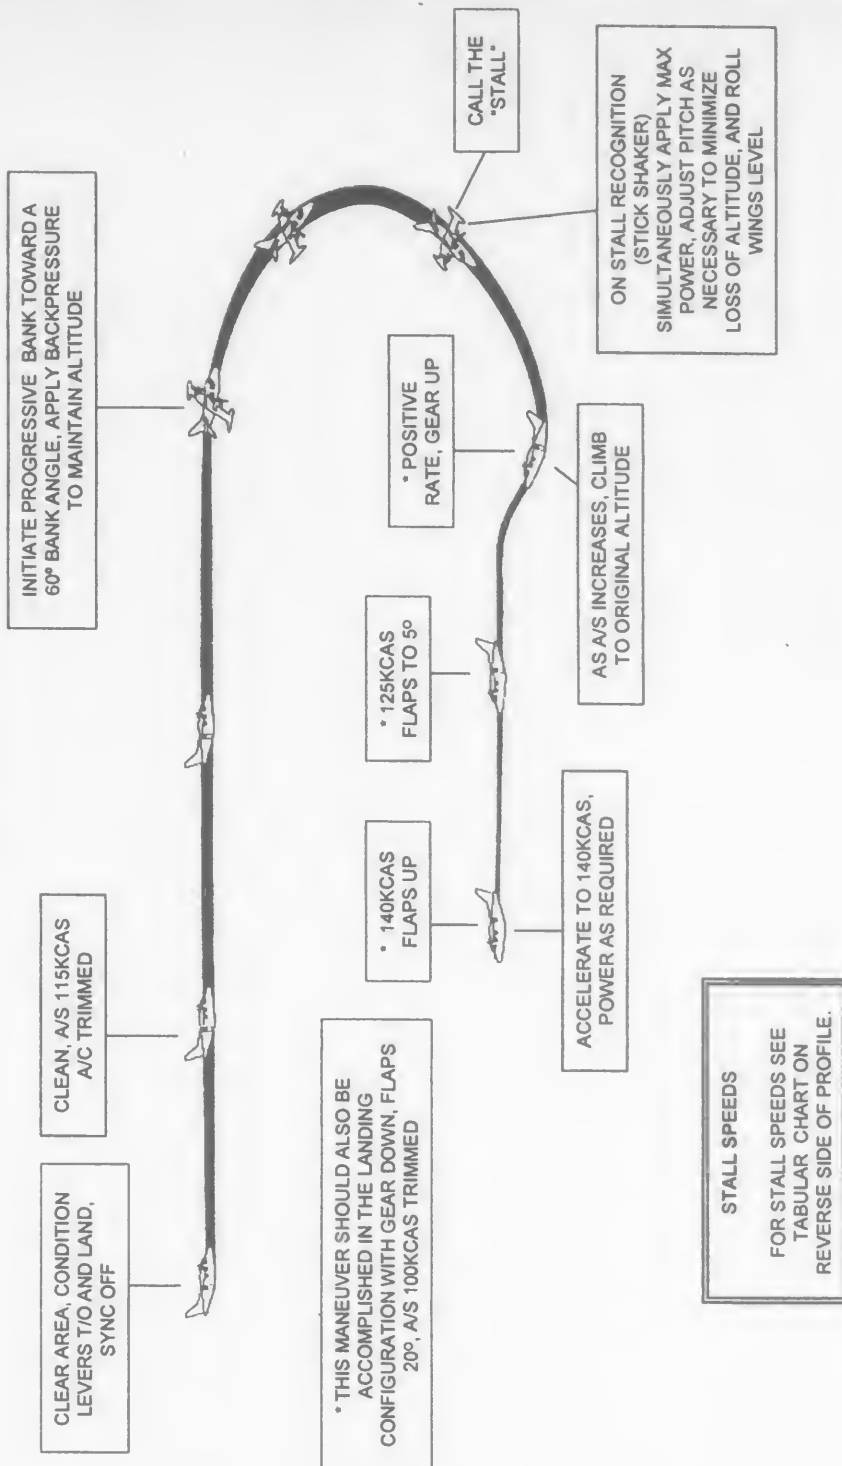 CLEAR AREA, CONDITION
LEVERS T/O AND LAND,
SYNC OFF
CLEAN, A/S 115KCAS
A/C TRIMMED
INITIATE PROGRESSIVE BANK TOWARD A
60° BANK ANGLE, APPLY BACKPRESSURE
TO MAINTAIN ALTITUDE
CALL THE
"STALL"
ON STALL RECOGNITION
(STICK SHAKER)
SIMULTANEOUSLY APPLY MAX
POWER, ADJUST PITCH AS
NECESSARY TO MINIMIZE
LOSS OF ALTITUDE, AND ROLL
WINGS LEVEL
* POSITIVE
RATE, GEAR UP
AS A/S INCREASES, CLIMB
TO ORIGINAL ALTITUDE
* 125KCAS
FLAPS TO 5°
* 140KCAS
FLAPS UP
ACCELERATE TO 140KCAS,
POWER AS REQUIRED
* THIS MANEUVER SHOULD ALSO BE
ACCOMPLISHED IN THE LANDING
CONFIGURATION WITH GEAR DOWN, FLAPS
20°, A/S 100KCAS TRIMMED
STALL SPEEDS
FOR STALL SPEEDS SEE
TABULAR CHART ON
REVERSE SIDE OF PROFILE.